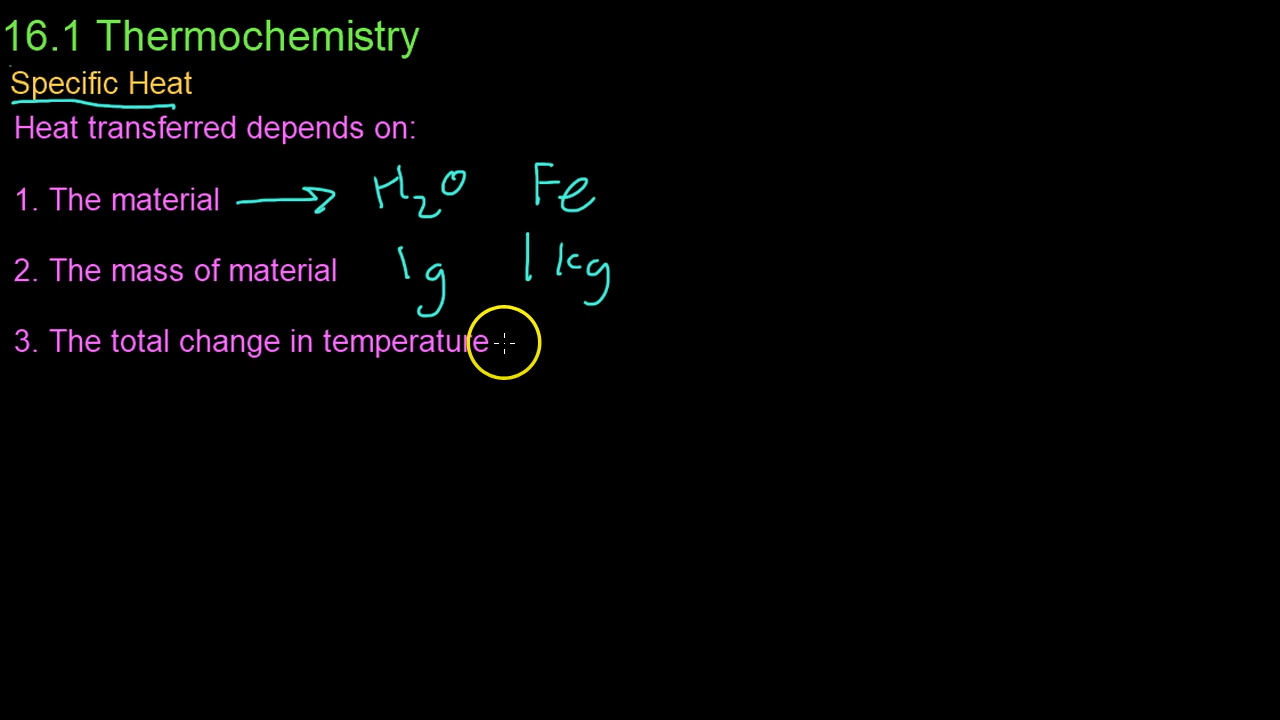 16.1 Thermochemistry
Specific Heat
Heat transferred depends on:
1. The material → H₂O Fe
2. The mass of material 1g 1kg
3. The total change in temperature